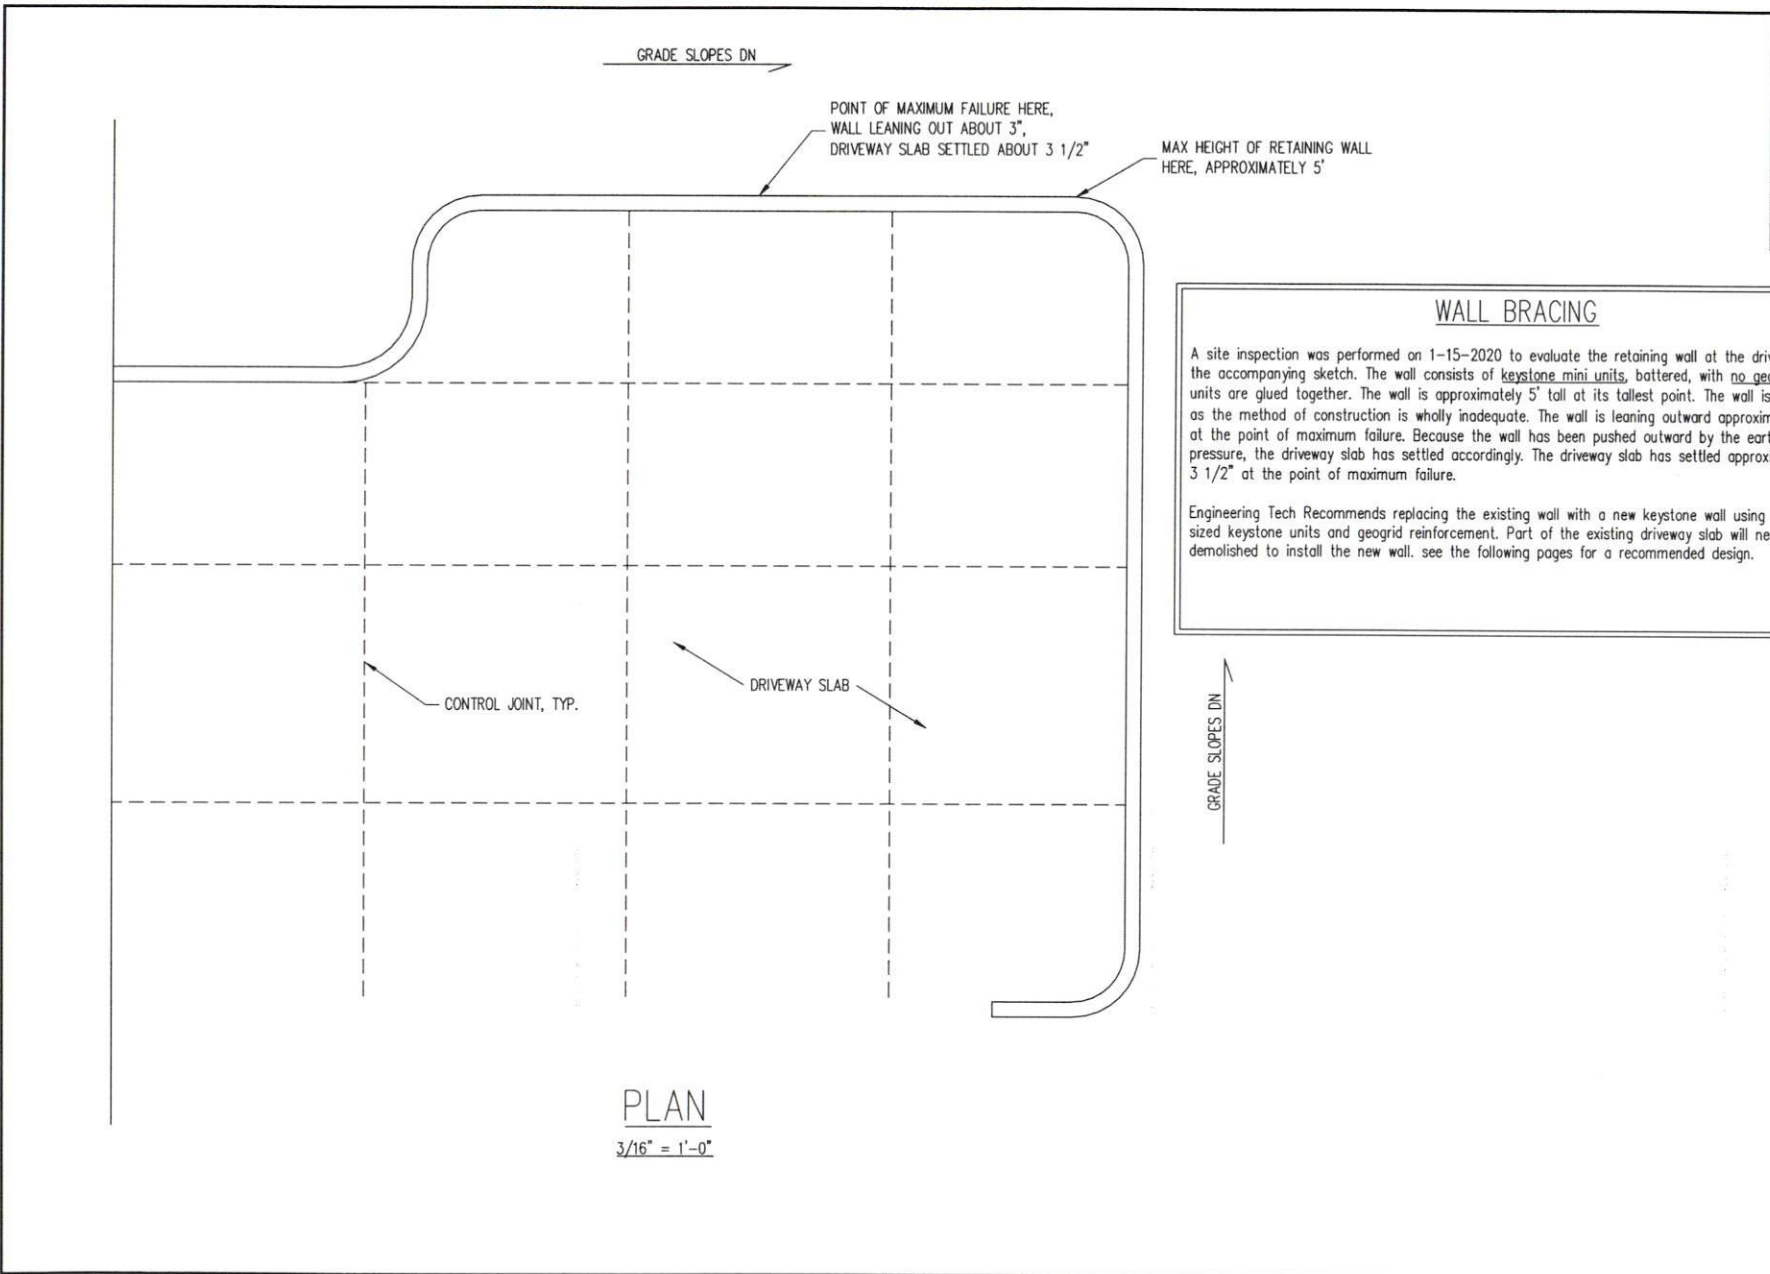 GRADE SLOPES DN
POINT OF MAXIMUM FAILURE HERE,
WALL LEANING OUT ABOUT 3",
DRIVEWAY SLAB SETTLED ABOUT 3 1/2"
MAX HEIGHT OF RETAINING WALL
HERE, APPROXIMATELY 5'
WALL BRACING
A site inspection was performed on 1-15-2020 to evaluate the retaining wall at the
the accompanying sketch. The wall consists of keystone mini units, battered, with no
units are glued together. The wall is approximately 5' tall at its tallest point. The wall is
as the method of construction is wholly inadequate. The wall is leaning outward
at the point of maximum failure. Because the wall has been pushed outward by the
pressure, the driveway slab has settled accordingly. The driveway slab has settled
3 1/2" at the point of maximum failure.
Engineering Tech Recommends replacing the existing wall with a new keystone wall using
sized keystone units and geogrid reinforcement. Part of the existing driveway slab will
demolished to install the new wall. see the following pages for a recommended design.
CONTROL JOINT, TYP.
DRIVEWAY SLAB
GRADE SLOPES DN
PLAN
3/16" = 1'-0"